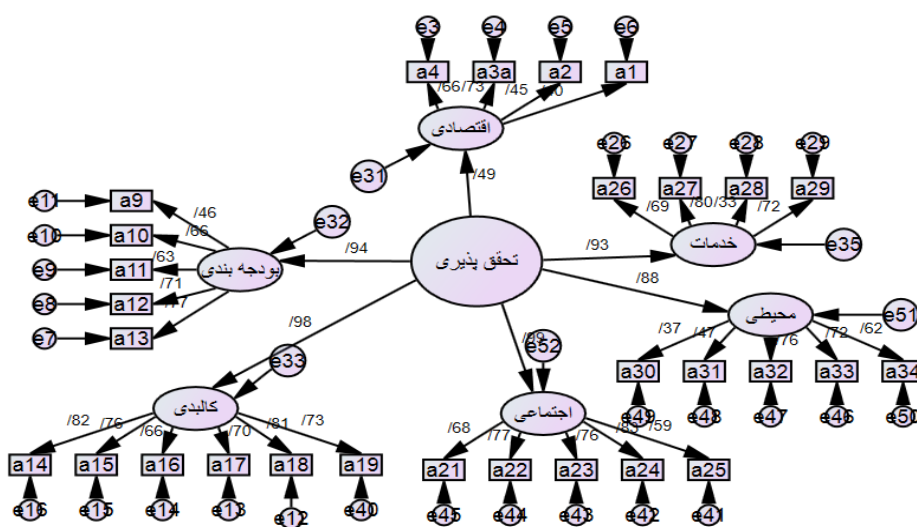 e3 e4 e5 e6
a4 a3a a2 a1
/66 /73 /45
اقتصادی
e31
/49
e26 e27 e28 e29
a26 a27 a28 a29
/69 /80 /33 /72
خدمات
e35
/93
e11 a9
e10 a10
e9 a11
e8 a12
e7 a13
/46
/66
/63
/71
بودجه بندی
e32
/94
تحقق پذیری
/88
محیطی
e51
/37 /47 /76 /72 /62
a30 a31 a32 a33 a34
e49 e48 e47 e46 e50
/98
e33
کالبدی
/82 /76 /66 /70 /81 /73
a14 a15 a16 a17 a18 a19
e16 e15 e14 e13 e12 e40
e52
اجتماعی
/68 /77 /76 /83 /59
a21 a22 a23 a24 a25
e45 e44 e43 e42 e41